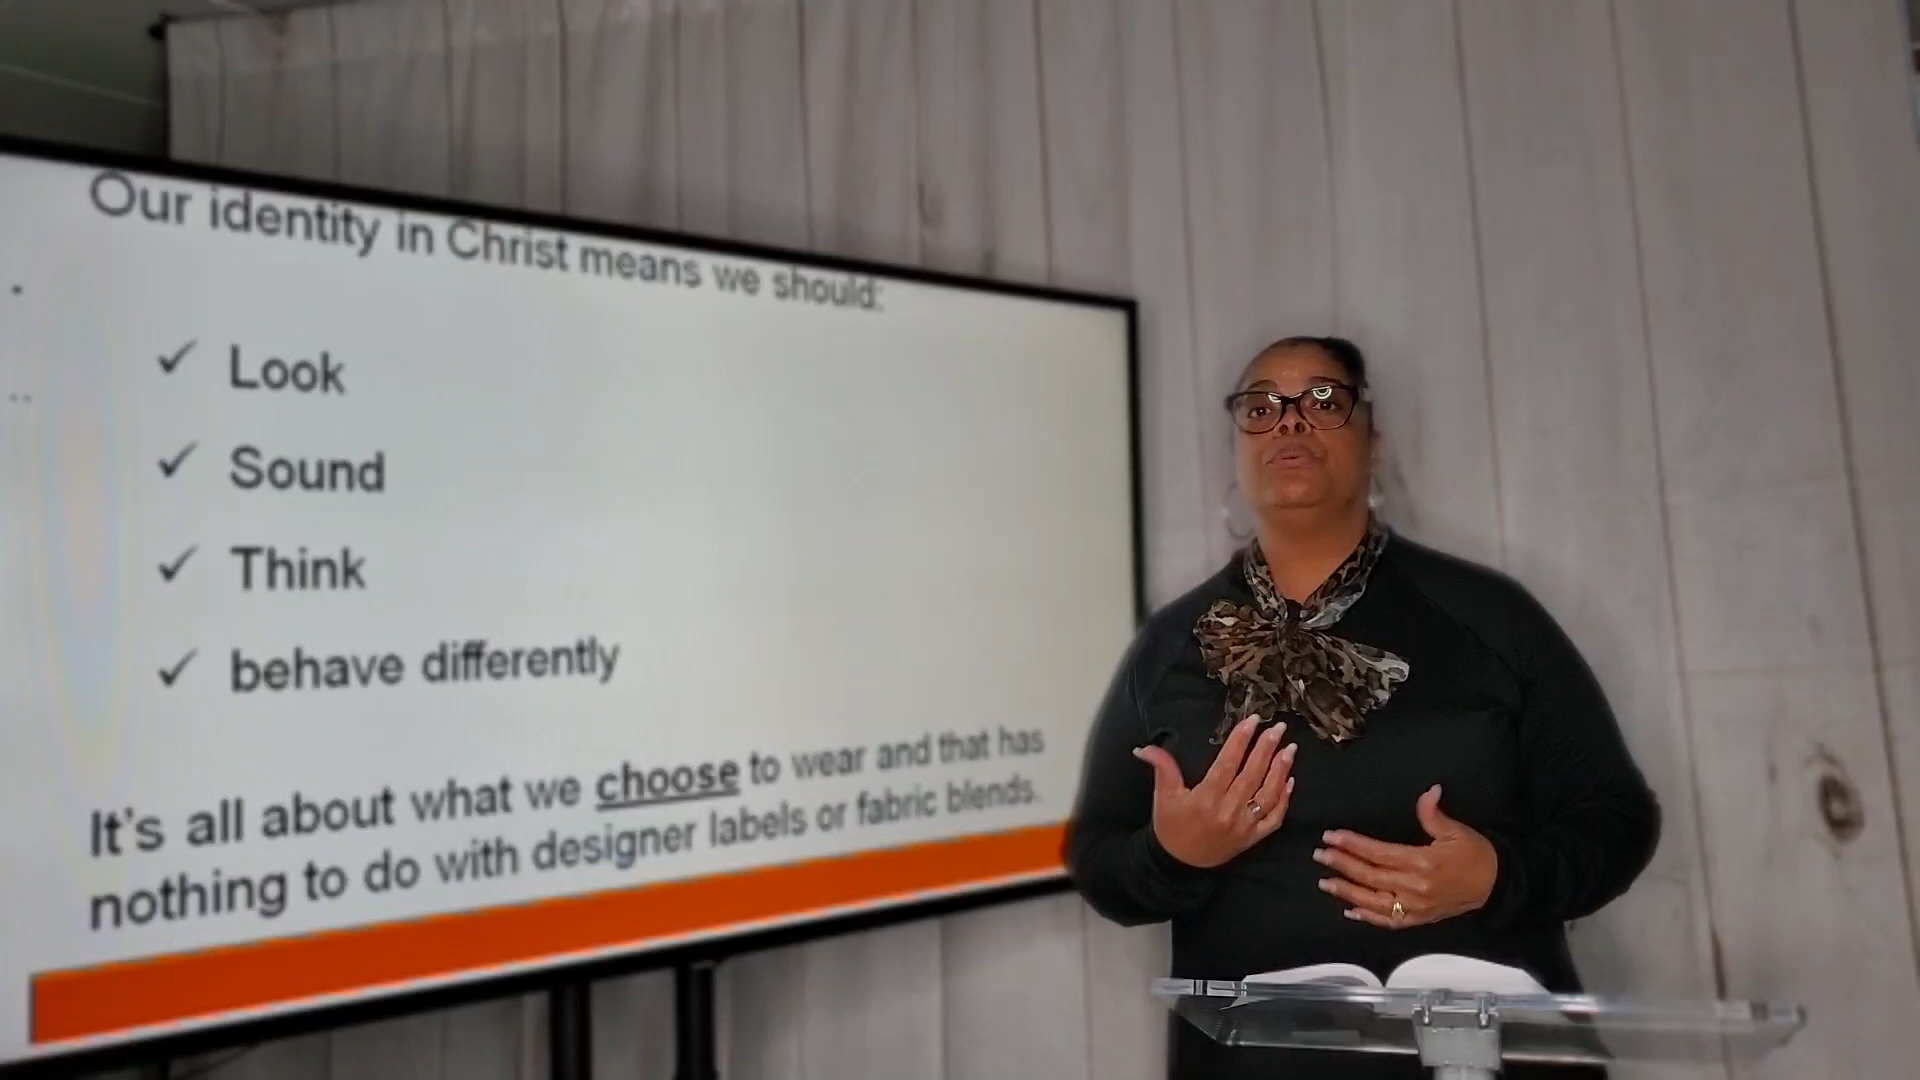 Our identity in Christ means we should:
✓ Look
✓ Sound
✓ Think
✓ behave differently
It's all about what we choose to wear and that has
nothing to do with designer labels or fabric blends.